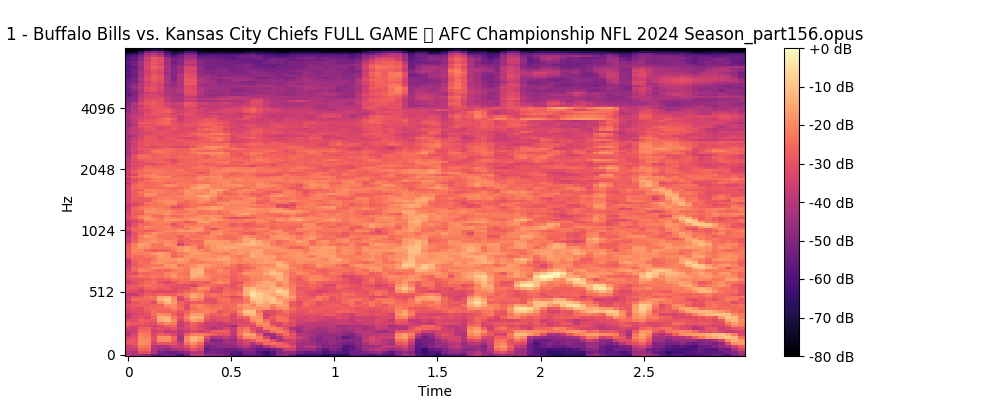 1 - Buffalo Bills vs. Kansas City Chiefs FULL GAME ▯ AFC Championship NFL 2024 Season_part156.opus
+0 dB
4096
-10 dB
-20 dB
2048
-30 dB
Hz
1024
-40 dB
-50 dB
512
-60 dB
-70 dB
0
-80 dB
0 0.5 1 1.5 2 2.5
Time